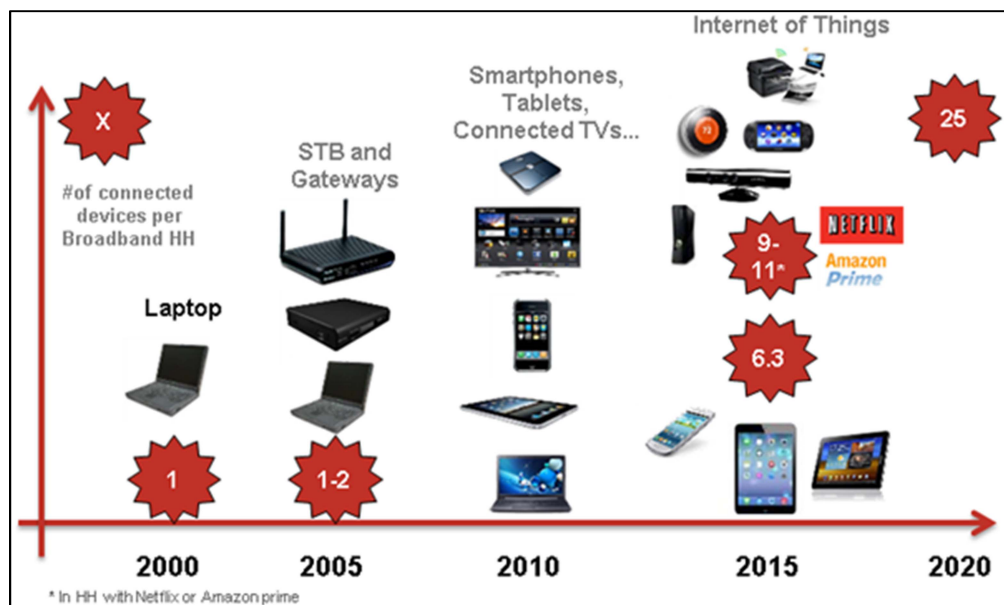 Internet of Things
Smartphones,
Tablets,
Connected TVs...
X
25
STB and
Gateways
#of connected
devices per
Broadband HH
72
NETFLIX
9-
11*
Amazon
Prime
Laptop
6.3
1
1-2
2000
2005
2010
2015
2020
* In HH with Netflix or Amazon prime